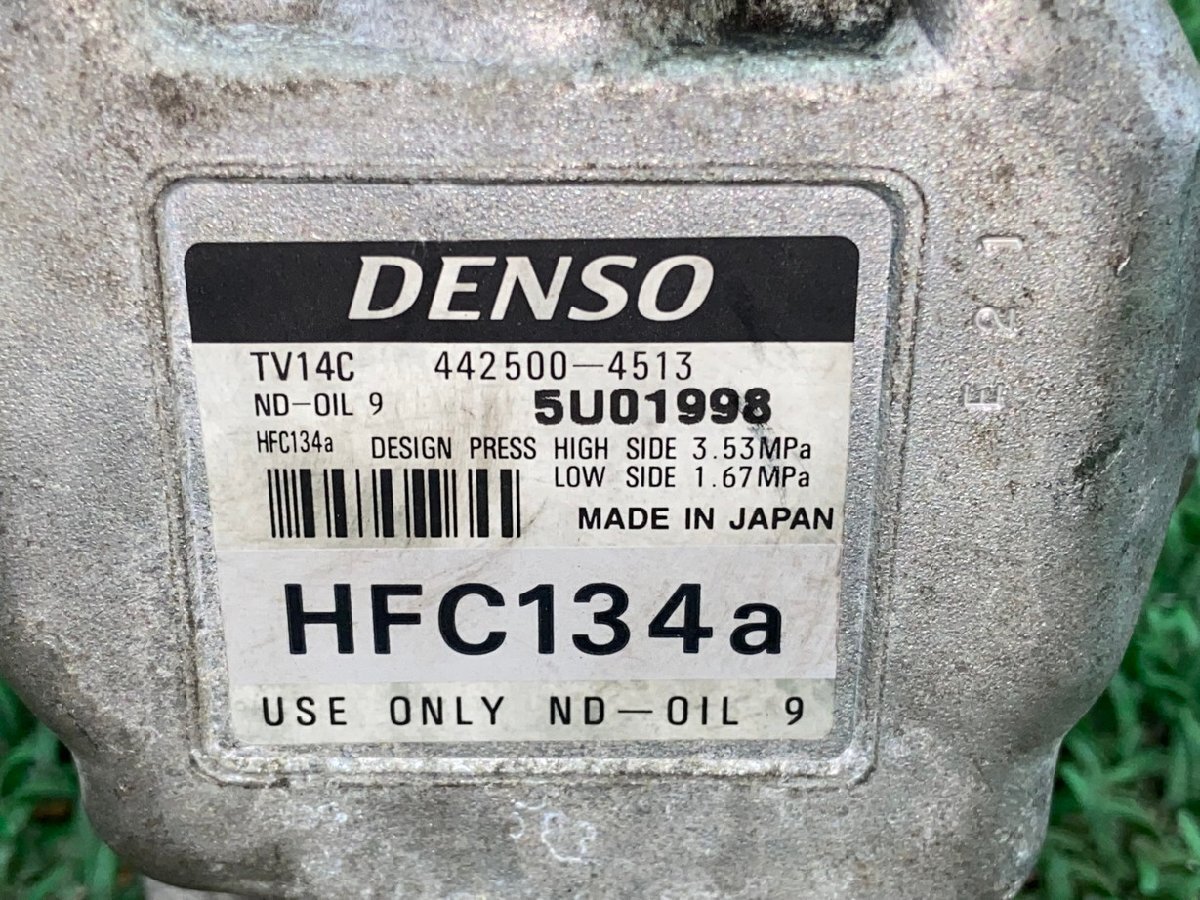 DENSO
TV14C 442500-4513
ND-OIL 9 5U01998
HFC134a DESIGN PRESS HIGH SIDE 3.53MPa
LOW SIDE 1.67MPa
MADE IN JAPAN
HFC134a
USE ONLY ND-OIL 9
E201